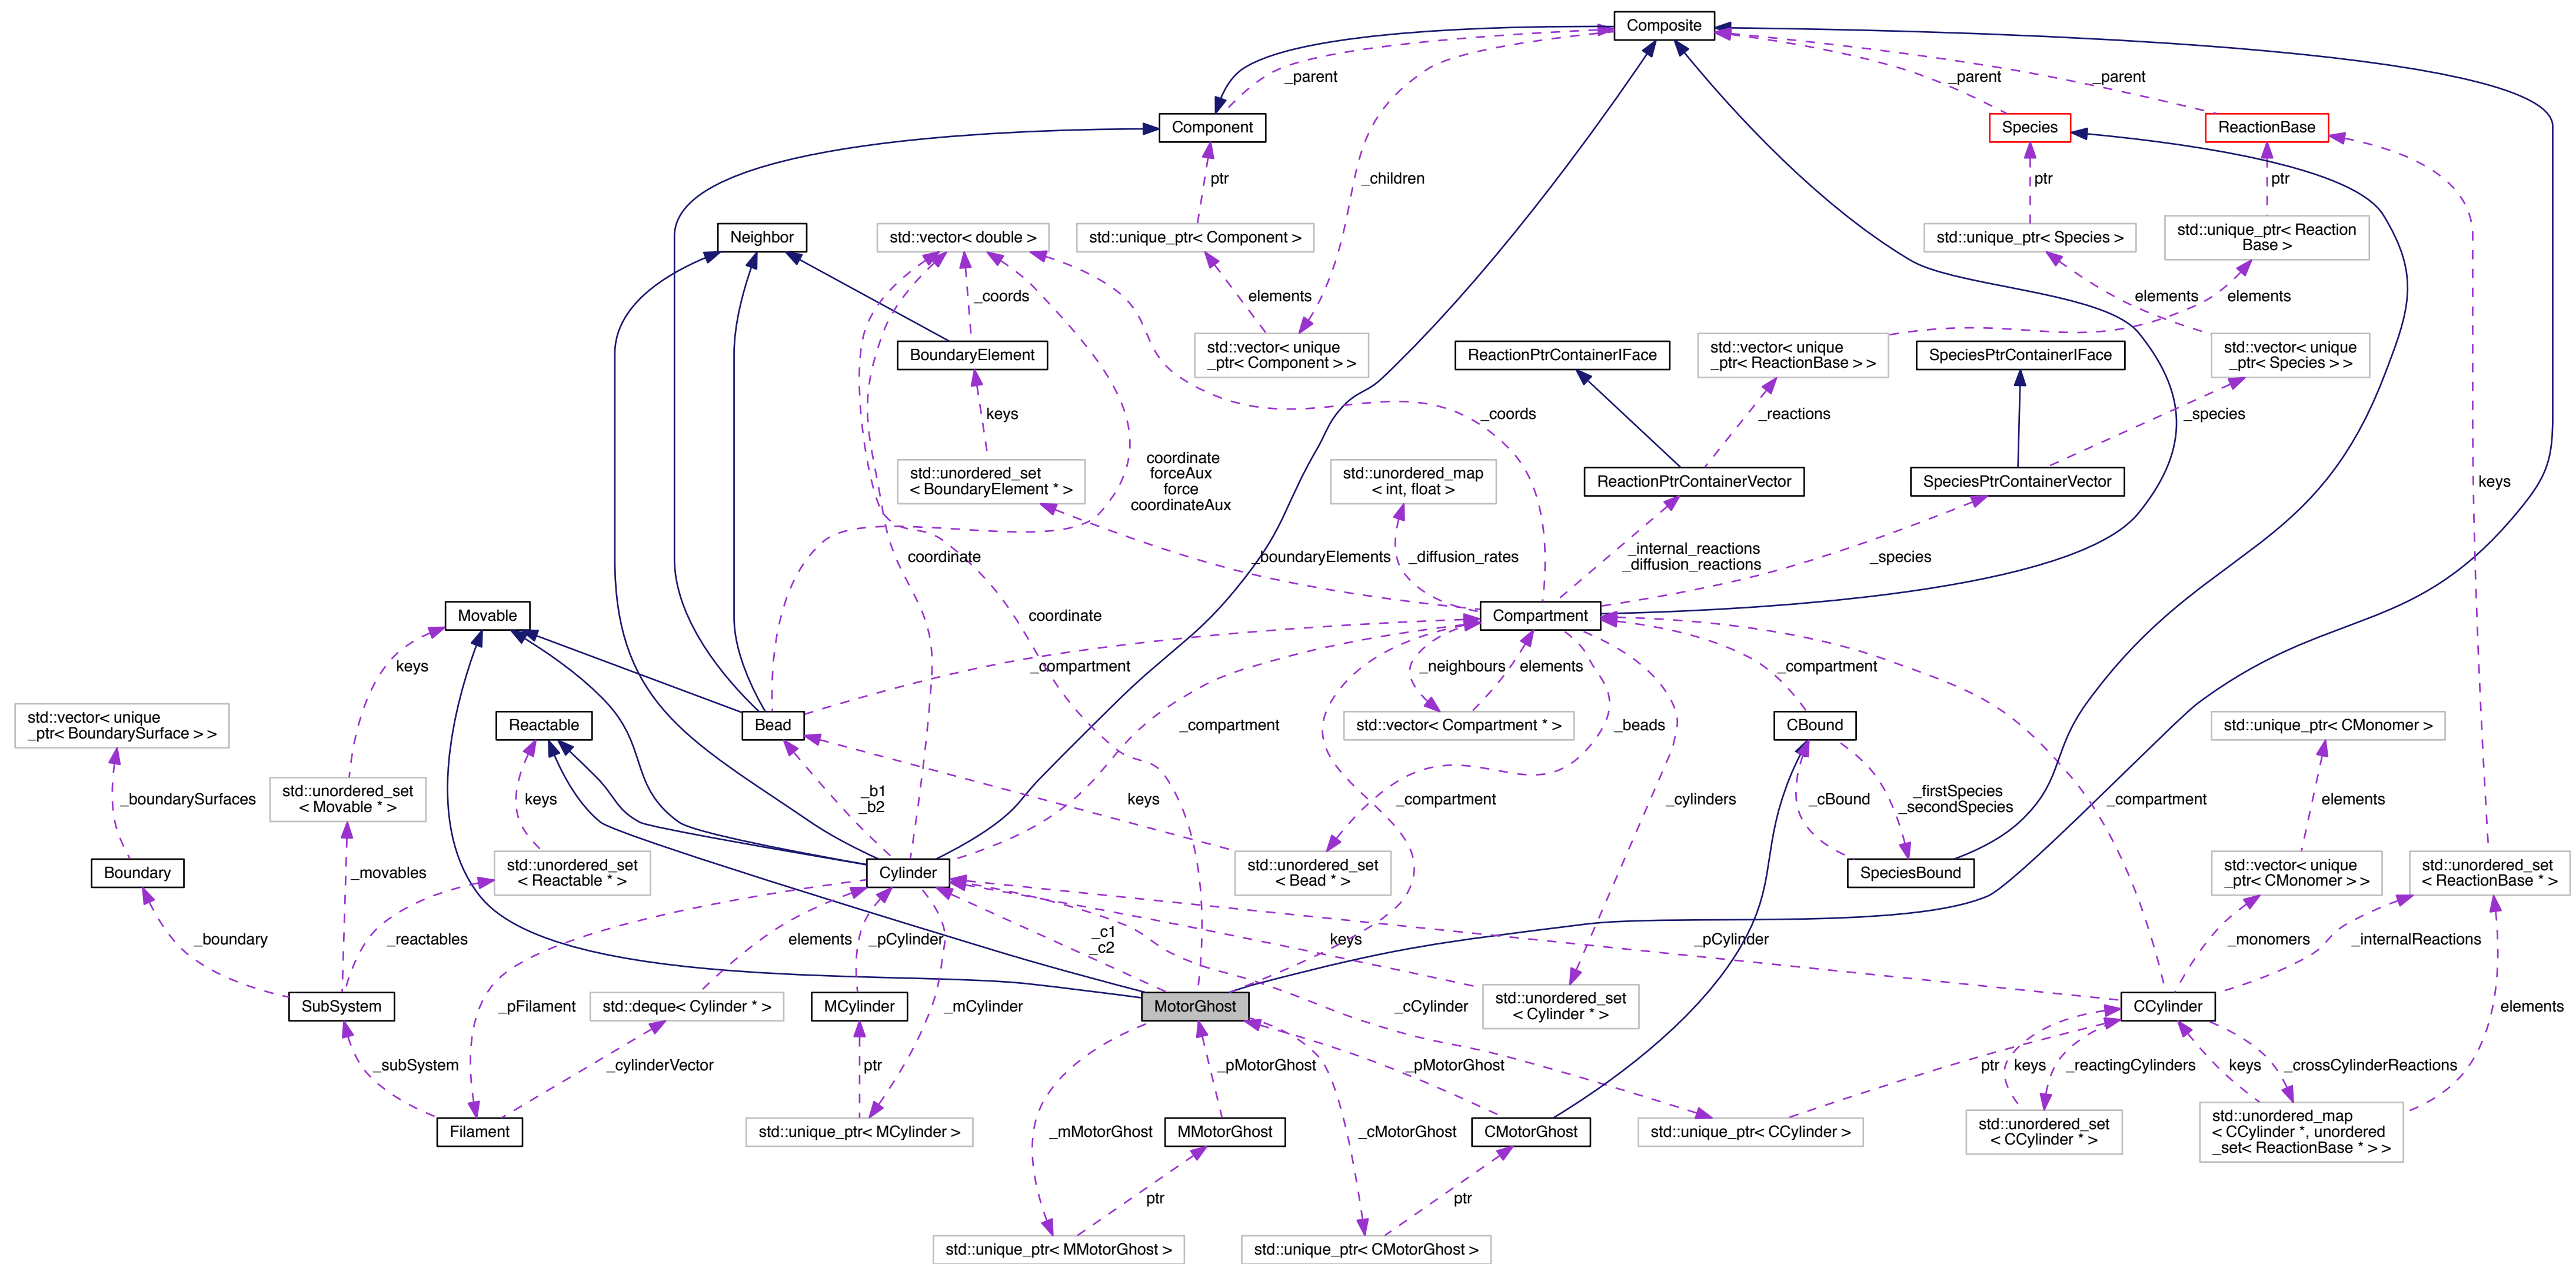 Composite
_parent
_parent
_parent
Component
Species
ReactionBase
ptr
_children
ptr
ptr
Neighbor
std::vector< double >
std::unique_ptr< Component >
std::unique_ptr< Species >
std::unique_ptr< Reaction
Base >
_coords
elements
elements
elements
BoundaryElement
std::vector< unique
_ptr< Component > >
ReactionPtrContainerIFace
std::vector< unique
_ptr< ReactionBase > >
SpeciesPtrContainerIFace
std::vector< unique
_ptr< Species > >
keys
_coords
_reactions
_species
coordinate
forceAux
force
coordinateAux
std::unordered_set
< BoundaryElement * >
std::unordered_map
< int, float >
ReactionPtrContainerVector
SpeciesPtrContainerVector
keys
coordinate
_boundaryElements
_diffusion_rates
_internal_reactions
_diffusion_reactions
_species
Movable
coordinate
Compartment
keys
_compartment
_neighbours
elements
_compartment
std::vector< unique
_ptr< BoundarySurface > >
Reactable
Bead
_compartment
std::vector< Compartment * >
_beads
CBound
std::unique_ptr< CMonomer >
_boundarySurfaces
std::unordered_set
< Movable * >
keys
_b1
_b2
keys
_compartment
_cylinders
_cBound
_firstSpecies
_secondSpecies
_compartment
elements
Boundary
_movables
std::unordered_set
< Reactable * >
Cylinder
std::unordered_set
< Bead * >
SpeciesBound
std::vector< unique
_ptr< CMonomer > >
std::unordered_set
< ReactionBase * >
_boundary
_reactables
elements
_pCylinder
_c1
_c2
keys
_pCylinder
_monomers
_internalReactions
SubSystem
_pFilament
std::deque< Cylinder * >
MCylinder
_mCylinder
MotorGhost
_cCylinder
std::unordered_set
< Cylinder * >
CCylinder
elements
_subSystem
_cylinderVector
ptr
_pMotorGhost
_pMotorGhost
ptr
keys
_reactingCylinders
keys
_crossCylinderReactions
Filament
std::unique_ptr< MCylinder >
_mMotorGhost
MMotorGhost
_cMotorGhost
CMotorGhost
std::unique_ptr< CCylinder >
std::unordered_set
< CCylinder * >
std::unordered_map
< CCylinder *, unordered
_set< ReactionBase * > >
ptr
ptr
std::unique_ptr< MMotorGhost >
std::unique_ptr< CMotorGhost >